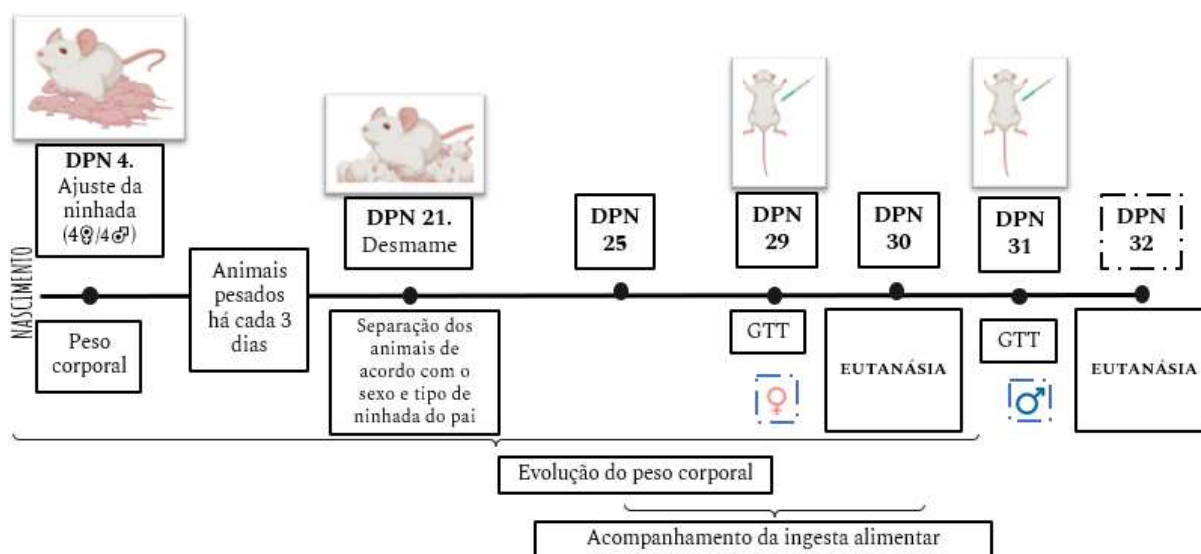 DPN 4.
Ajuste da
ninhada
(4♀/4♂)
DPN 21.
Desmame
DPN
25
DPN
29
DPN
30
DPN
31
DPN
32
NASCIMENTO
Animais
pesados
há cada 3
dias
Peso
corporal
Separação dos
animais de
acordo com o
sexo e tipo de
ninhada do pai
GTT
♀
EUTANÁSIA
GTT
♂
EUTANÁSIA
Evolução do peso corporal
Acompanhamento da ingesta alimentar